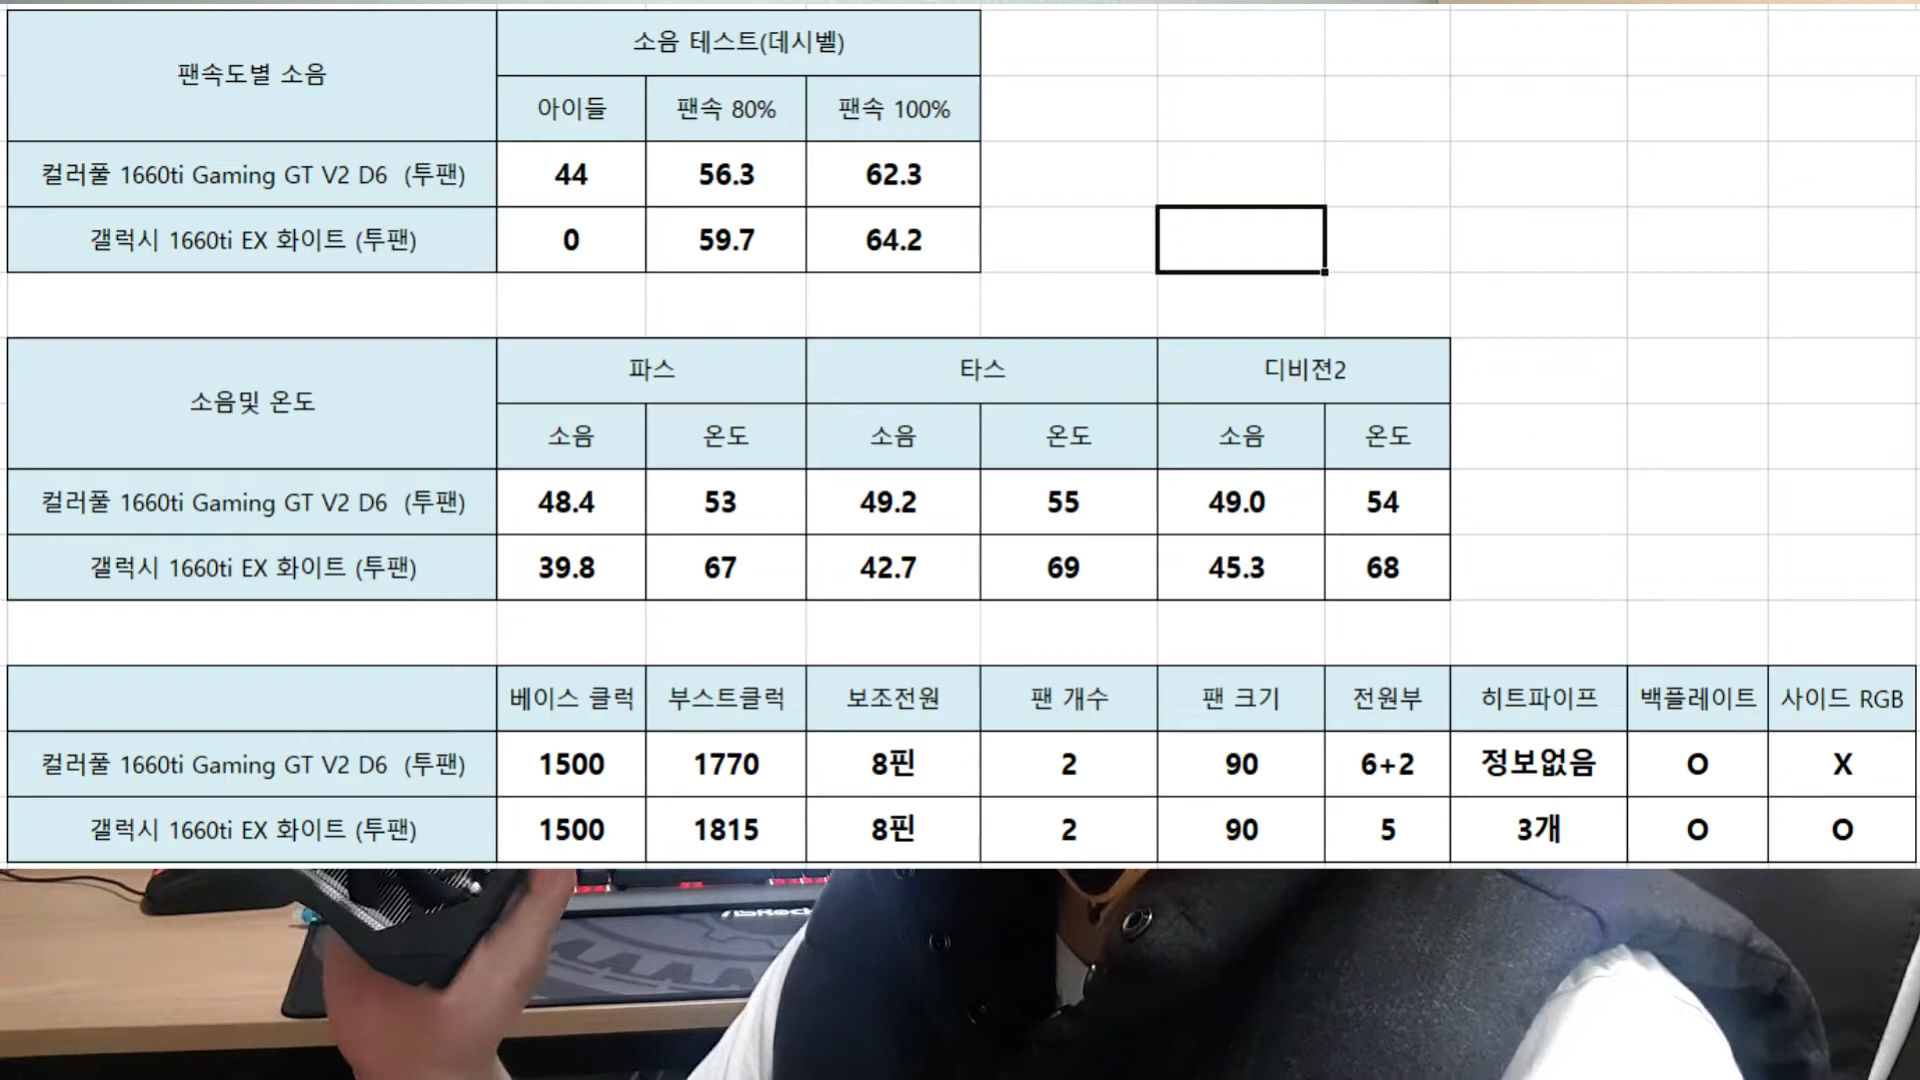 팬속도별 소음 소음 테스트(데시벨)
아이들 팬속 80% 팬속 100%
컬러풀 1660ti Gaming GT V2 D6 (투팬) 44 56.3 62.3
갤럭시 1660ti EX 화이트 (투팬) 0 59.7 64.2
소음및 온도 파스 타스 디비젼2
소음 온도 소음 온도 소음 온도
컬러풀 1660ti Gaming GT V2 D6 (투팬) 48.4 53 49.2 55 49.0 54
갤럭시 1660ti EX 화이트 (투팬) 39.8 67 42.7 69 45.3 68
베이스 클럭 부스트클럭 보조전원 팬 개수 팬 크기 전원부 히트파이프 백플레이트 사이드 RGB
컬러풀 1660ti Gaming GT V2 D6 (투팬) 1500 1770 8핀 2 90 6+2 정보없음 O X
갤럭시 1660ti EX 화이트 (투팬) 1500 1815 8핀 2 90 5 3개 O O
ASRock